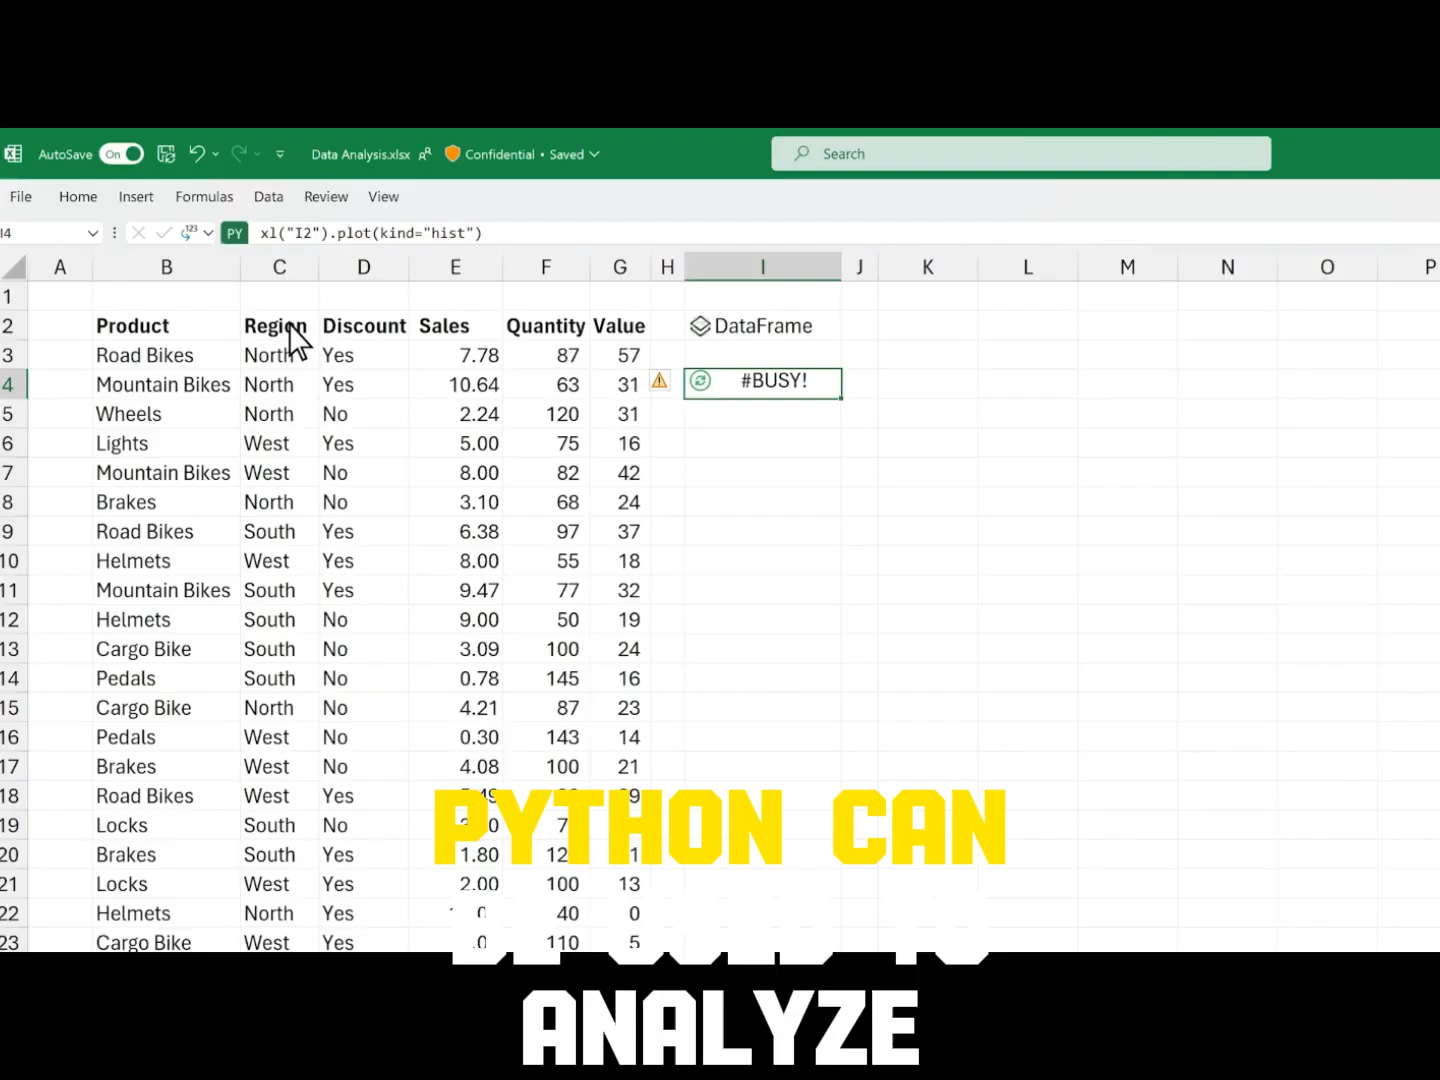 AutoSave On Data Analysis.xlsx Confidential • Saved Search
File Home Insert Formulas Data Review View
I4 PY xl("I2").plot(kind="hist")
A B C D E F G H I J K L M N O P
1
2 Product Region Discount Sales Quantity Value DataFrame
3 Road Bikes North Yes 7.78 87 57
4 Mountain Bikes North Yes 10.64 63 31 #BUSY!
5 Wheels North No 2.24 120 31
6 Lights West Yes 5.00 75 16
7 Mountain Bikes West No 8.00 82 42
8 Brakes North No 3.10 68 24
9 Road Bikes South Yes 6.38 97 37
10 Helmets West Yes 8.00 55 18
11 Mountain Bikes South Yes 9.47 77 32
12 Helmets South No 9.00 50 19
13 Cargo Bike South No 3.09 100 24
14 Pedals South No 0.78 145 16
15 Cargo Bike North No 4.21 87 23
16 Pedals West No 0.30 143 14
17 Brakes West No 4.08 100 21
18 Road Bikes West Yes
19 Locks South No
20 Brakes South Yes 1.80
21 Locks West Yes 2.00 100 13
22 Helmets North Yes 40
23 Cargo Bike West Yes 110
PYTHON CAN
ANALYZE